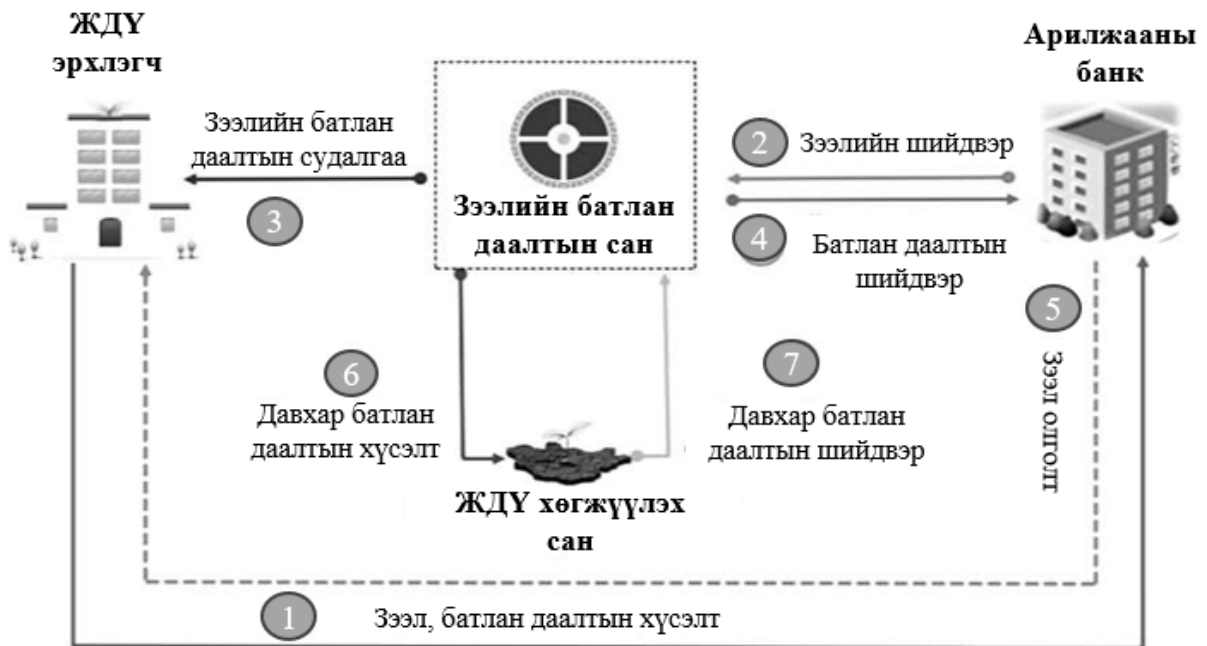 ЖДҮ
эрхлэгч
Арилжааны
банк
Зээлийн батлан
даалтын судалгаа
3
Зээлийн батлан
даалтын сан
2
Зээлийн шийдвэр
4
Батлан даалтын
шийдвэр
5
Зээл олголт
6
Давхар батлан
даалтын хүсэлт
7
Давхар батлан
даалтын шийдвэр
ЖДҮ хөгжүүлэх
сан
1
Зээл, батлан даалтын хүсэлт